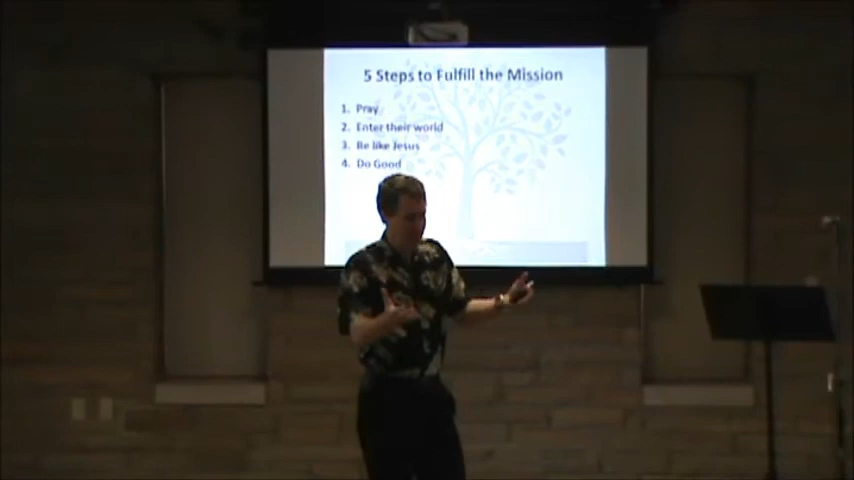 5 Steps to Fulfill the Mission
1. Pray
2. Enter their world
3. Be like Jesus
4. Do Good